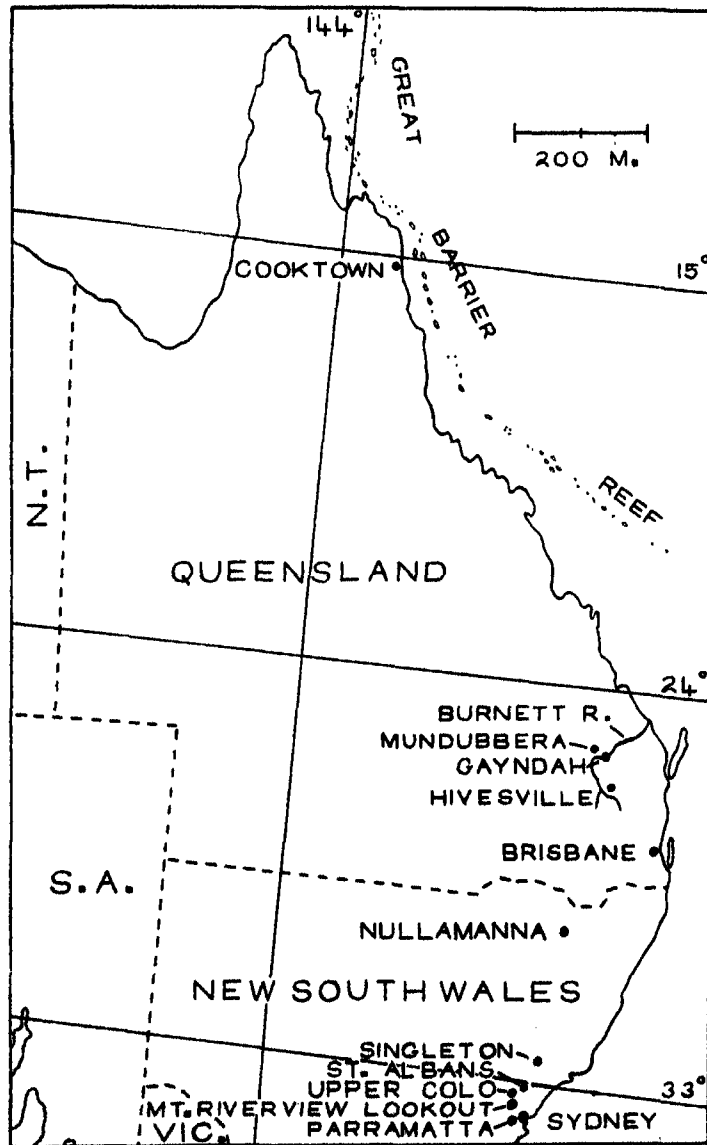 144°
GREAT
200 M.
BARRIER
15°
COOKTOWN
REEF
N.T.
QUEENSLAND
24°
BURNETT R.
MUNDUBBERA
GAYNDAH
HIVESVILLE
BRISBANE
S.A.
NULLAMANNA
NEW SOUTH WALES
SINGLETON
ST. ALBANS
UPPER COLO
33°
MT. RIVERVIEW LOOKOUT
SYDNEY
PARRAMATTA
VIC.